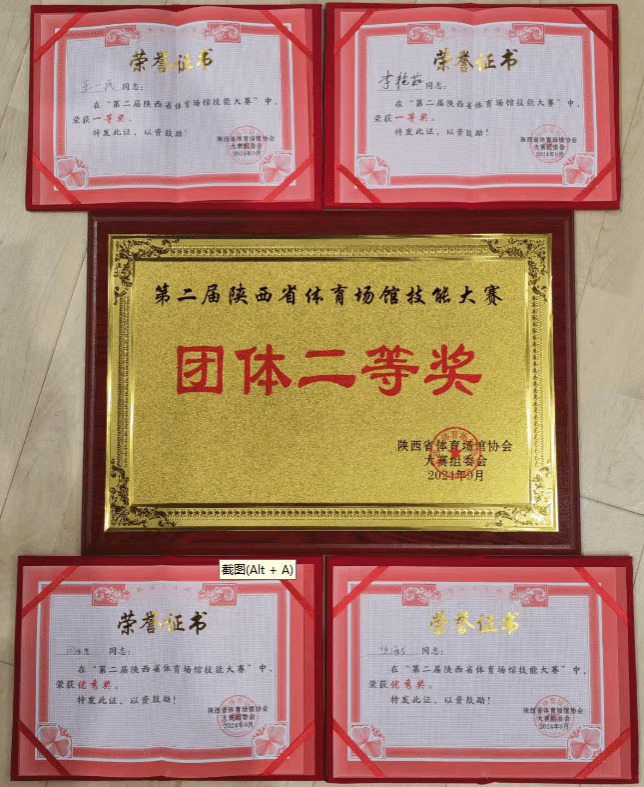 荣誉证书
王一民 同志：
在“第二届陕西省体育场馆技能大赛”中，
荣获一等奖。
特发此证，以资鼓励！
陕西省体育场馆协会
大赛组委会
2024年9月
荣誉证书
李艳茹 同志：
在“第二届陕西省体育场馆技能大赛”中，
荣获一等奖。
特发此证，以资鼓励！
陕西省体育场馆协会
大赛组委会
2024年9月
第二届陕西省体育场馆技能大赛
团体二等奖
陕西省体育场馆协会
大赛组委会
2024年9月
截图(Alt + A)
荣誉证书
同志：
在“第二届陕西省体育场馆技能大赛”中，
荣获优秀奖。
特发此证，以资鼓励！
陕西省体育场馆协会
大赛组委会
2024年9月
荣誉证书
同志：
在“第二届陕西省体育场馆技能大赛”中，
荣获优秀奖。
特发此证，以资鼓励！
陕西省体育场馆协会
大赛组委会
2024年9月